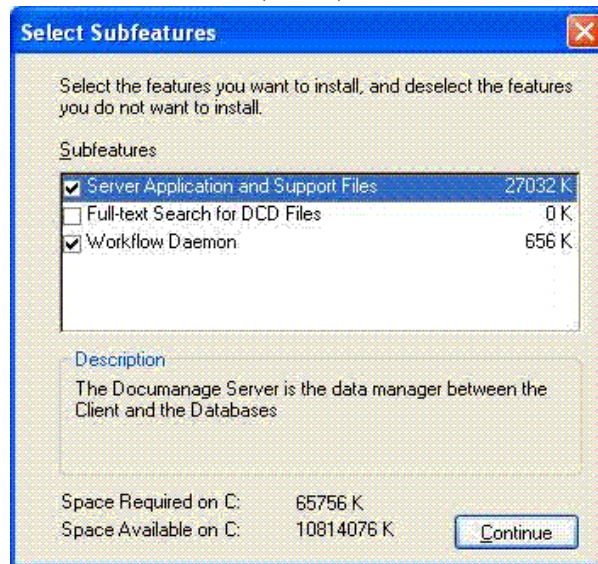 Select Subfeatures
Select the features you want to install, and deselect the features
you do not want to install.
Subfeatures
Server Application and Support Files 27032 K
Full-text Search for DCD Files 0 K
Workflow Daemon 656 K
Description
The Documanage Server is the data manager between the
Client and the Databases
Space Required on C: 65756 K
Space Available on C: 10814076 K
Continue